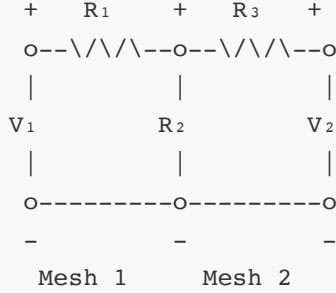 +   R₁   +   R₃   +
o--\/\/\--o--\/\/\--o
|         |         |
V₁        R₂        V₂
|         |         |
o---------o---------o
-         -         -
Mesh 1    Mesh 2